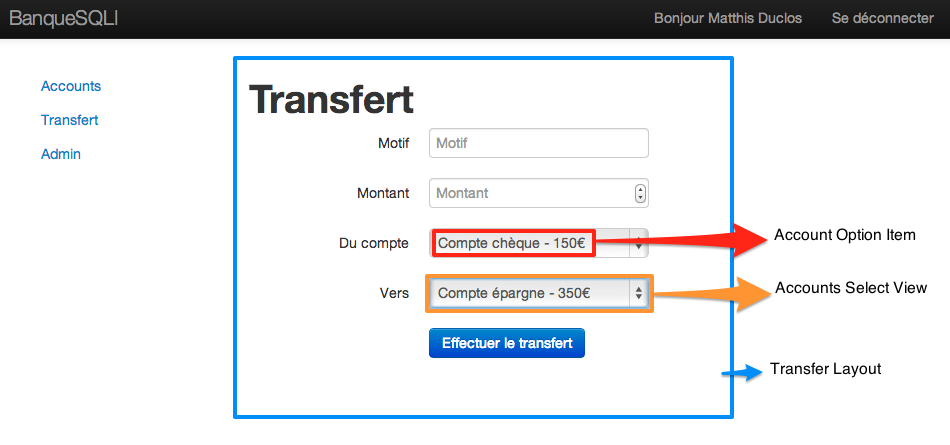 BanqueSQLI
Bonjour Matthis Duclos
Se déconnecter
Accounts
Transfert
Admin
Transfert
Motif
Motif
Montant
Montant
Du compte
Compte chèque - 150€
Account Option Item
Vers
Compte épargne - 350€
Accounts Select View
Effectuer le transfert
Transfer Layout